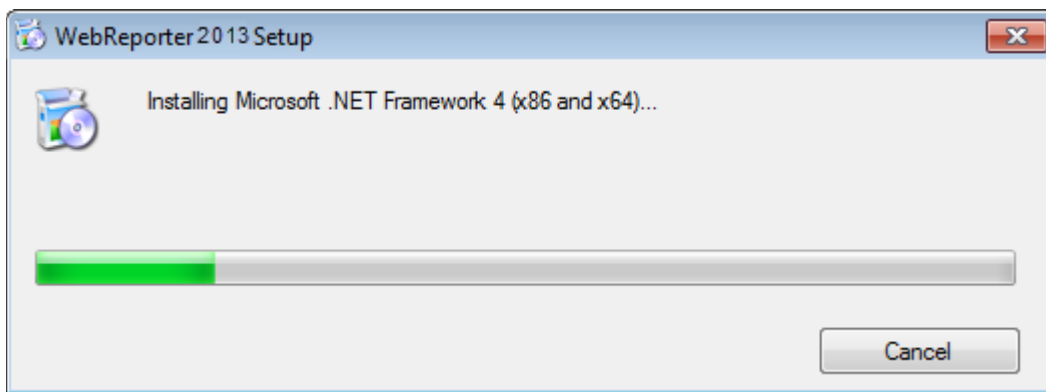 WebReporter 2013 Setup
Installing Microsoft .NET Framework 4 (x86 and x64)...
Cancel